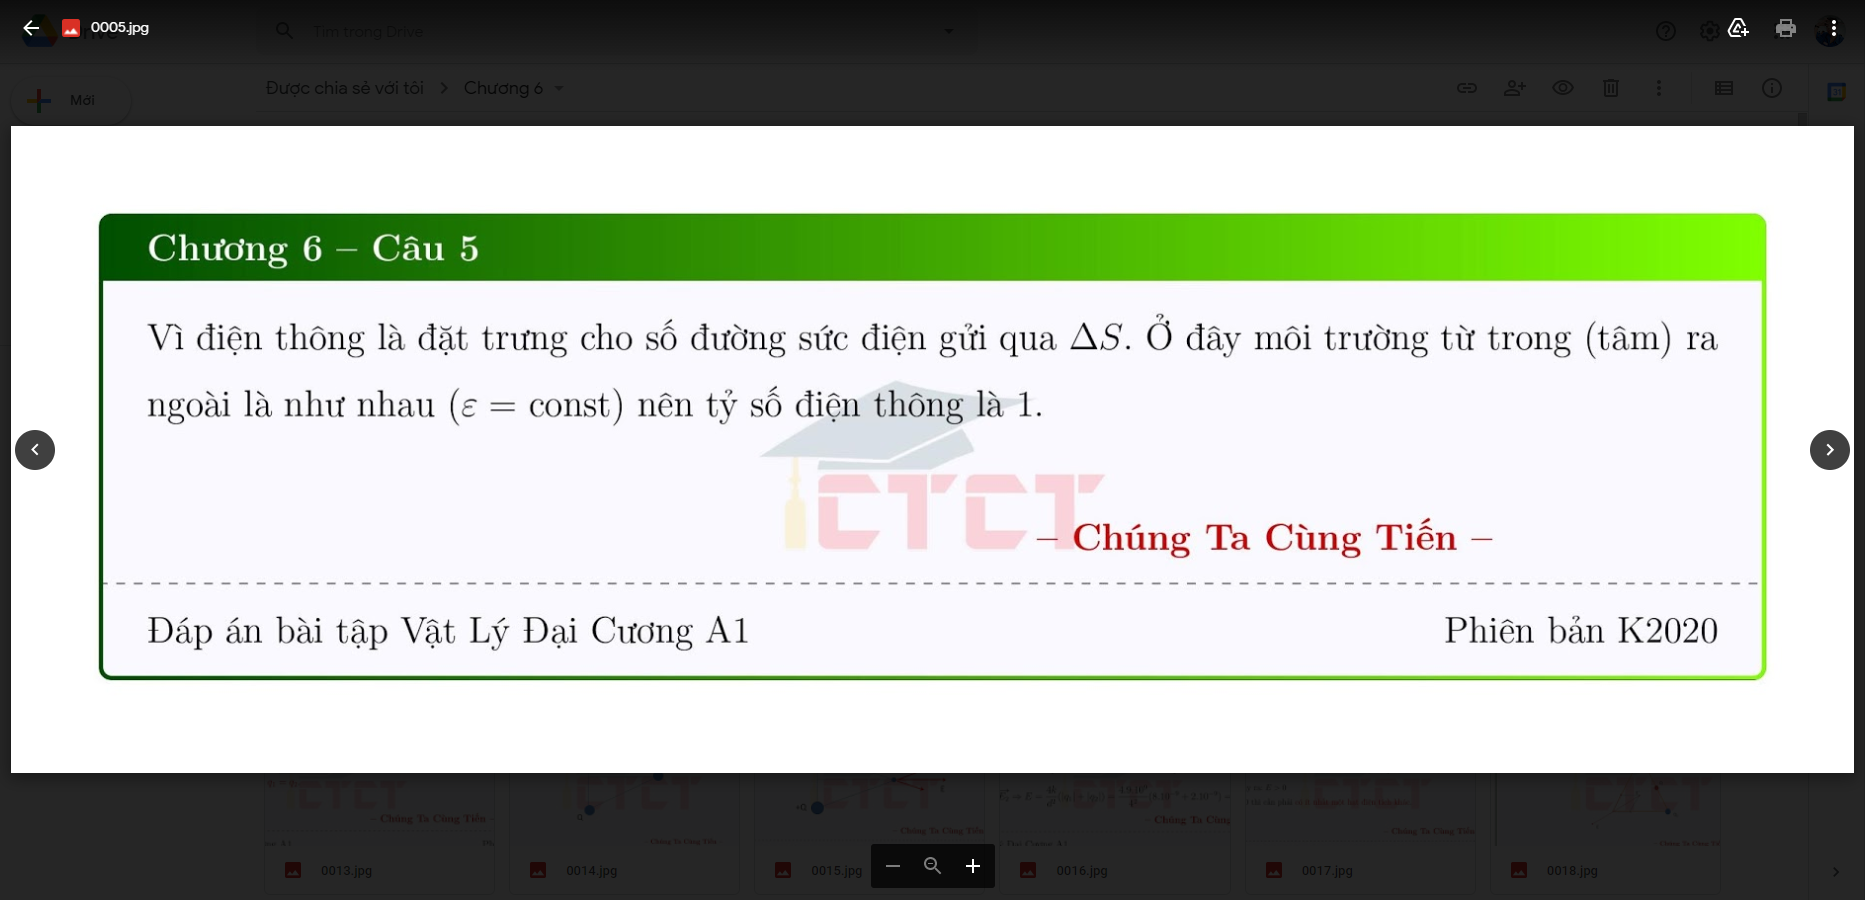 0005.jpg
Tìm trong Drive
Mới
Được chia sẻ với tôi
Chương 6
Chương 6 – Câu 5
Vì điện thông là đặt trưng cho số đường sức điện gửi qua ΔS. Ở đây môi trường từ trong (tâm) ra
ngoài là như nhau (ε = const) nên tỷ số điện thông là 1.
CTCT
– Chúng Ta Cùng Tiến –
Đáp án bài tập Vật Lý Đại Cương A1
Phiên bản K2020
0013.jpg
0014.jpg
0015.jpg
0016.jpg
0017.jpg
0018.jpg